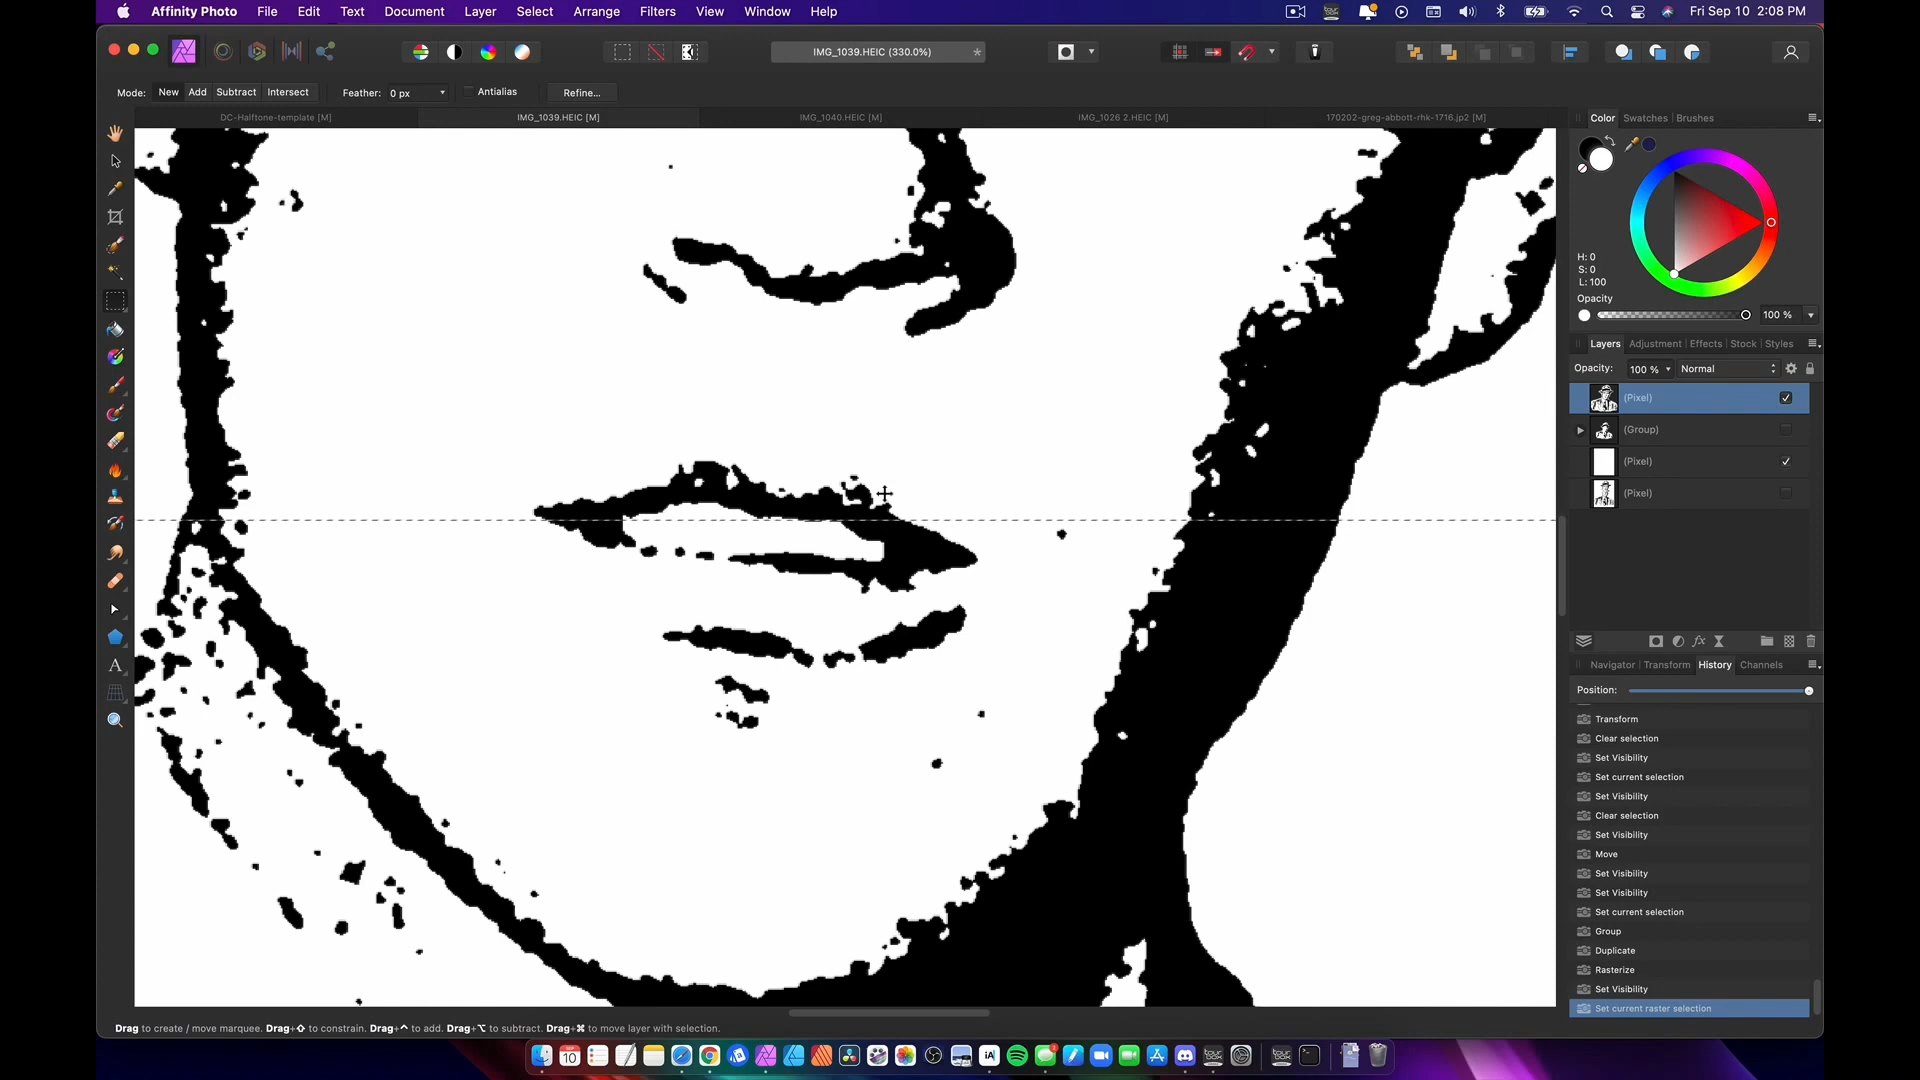 Affinity Photo File Edit Text Document Layer Select Arrange Filters View Window Help Fri Sep 10 2:08 PM
IMG_1039.HEIC (330.0%)
Mode: New Add Subtract Intersect Feather: 0 px Antialias Refine...
DC-Halftone-template [M] IMG_1039.HEIC [M] IMG_1040.HEIC [M] IMG_1026 2.HEIC [M] 170202-greg-abbott-rhk-1716.jp2 [M]
Color Swatches Brushes
H: 0
S: 0
L: 100
Opacity
100 %
Layers Adjustment Effects Stock Styles
Opacity: 100 % Normal
(Pixel)
(Group)
(Pixel)
(Pixel)
Navigator Transform History Channels
Position:
Transform
Clear selection
Set Visibility
Set current selection
Set Visibility
Clear selection
Set Visibility
Move
Set Visibility
Set Visibility
Set current selection
Group
Duplicate
Rasterize
Set Visibility
Set current raster selection
Drag to create / move marquee. Drag+⇧ to constrain. Drag+⌃ to add. Drag+⌥ to subtract. Drag+⌘ to move layer with selection.